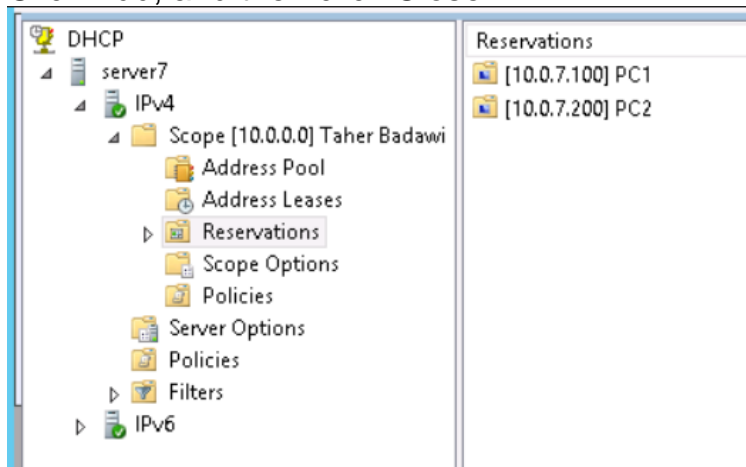 DHCP
server7
IPv4
Scope [10.0.0.0] Taher Badawi
Address Pool
Address Leases
Reservations
Scope Options
Policies
Server Options
Policies
Filters
IPv6
Reservations
[10.0.7.100] PC1
[10.0.7.200] PC2